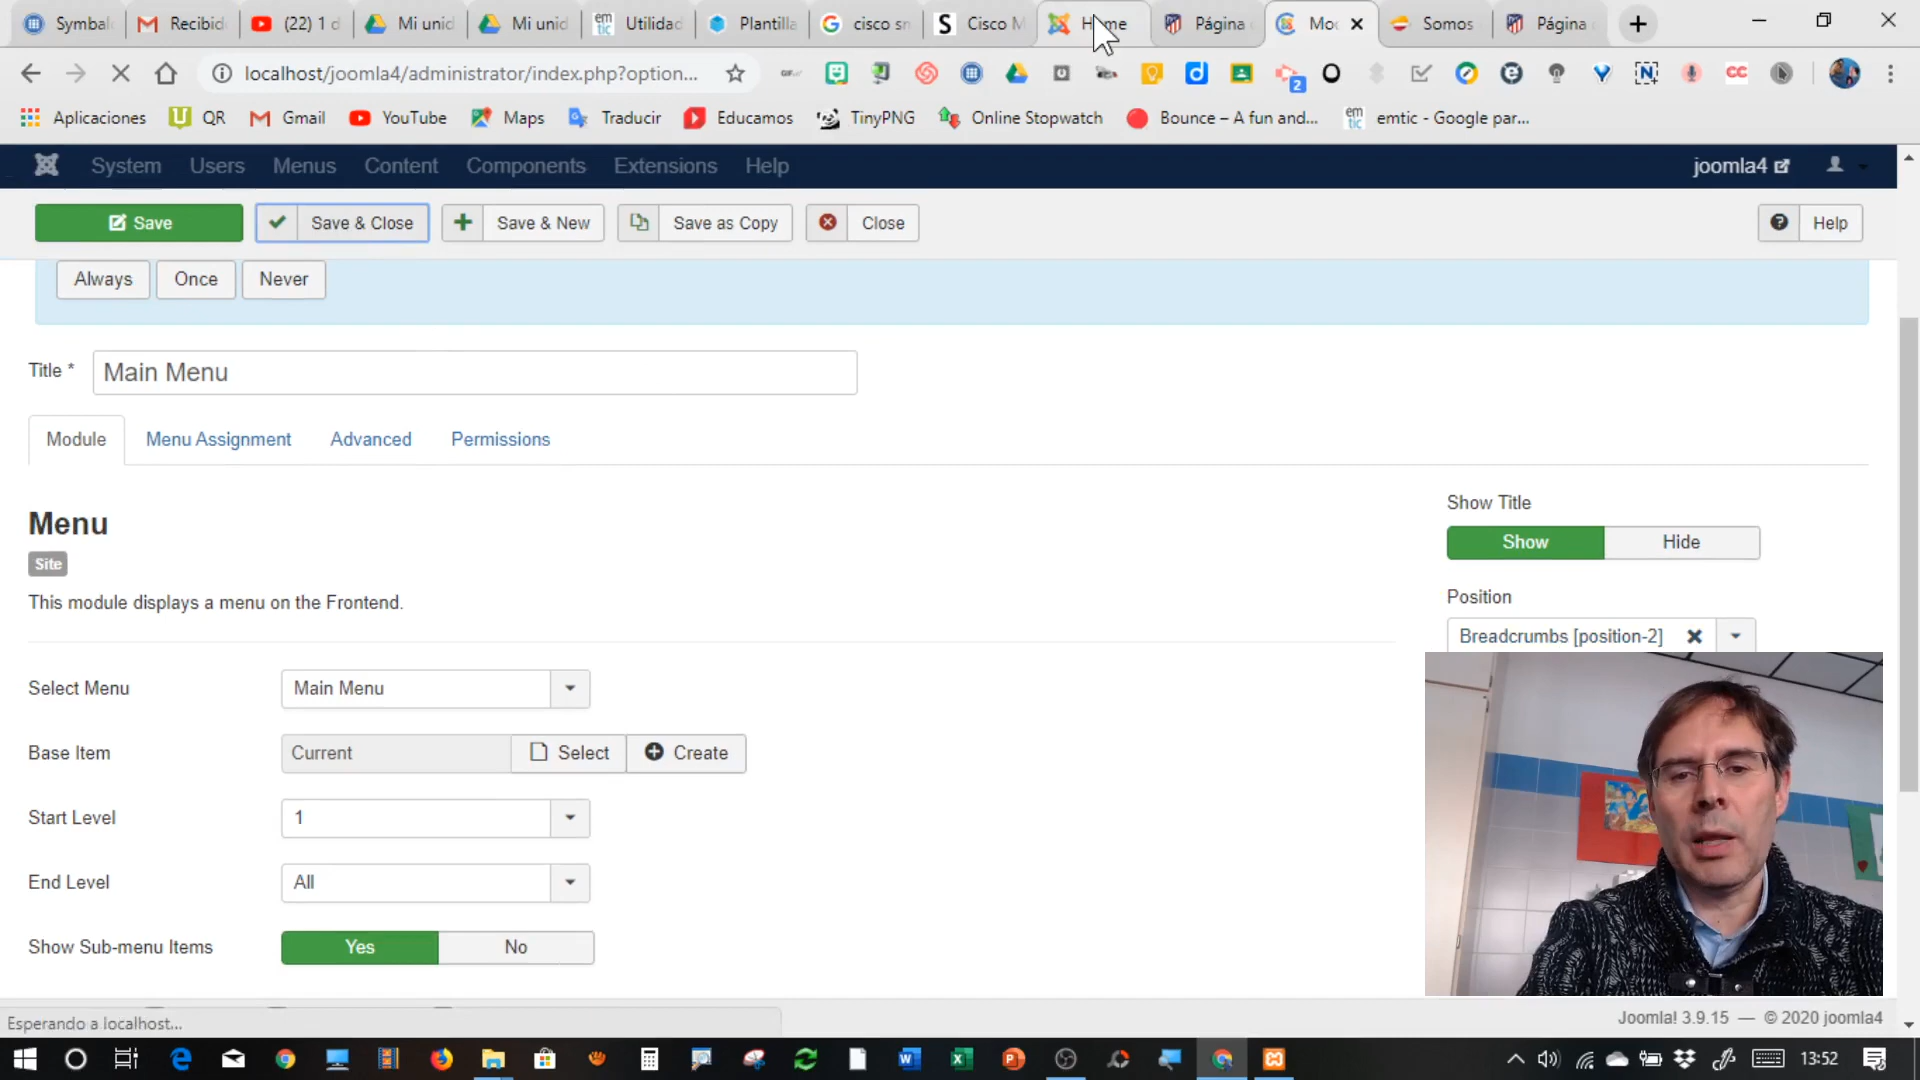 Symbal
Recibid
(22) 1 d
Mi unid
Mi unid
emtic
Utilidad
Plantilla
cisco sn
S
Cisco M
Home
Página
Mod
Somos
Página
localhost/joomla4/administrator/index.php?option...
2
CC
Aplicaciones
QR
Gmail
YouTube
Maps
Traducir
Educamos
TinyPNG
Online Stopwatch
Bounce – A fun and...
emtic - Google par...
System
Users
Menus
Content
Components
Extensions
Help
joomla4
Save
Save & Close
Save & New
Save as Copy
Close
Help
Always
Once
Never
Title *
Main Menu
Module
Menu Assignment
Advanced
Permissions
Menu
Site
This module displays a menu on the Frontend.
Show Title
Show
Hide
Position
Breadcrumbs [position-2]
Select Menu
Main Menu
Base Item
Current
Select
Create
Start Level
1
End Level
All
Show Sub-menu Items
Yes
No
Esperando a localhost...
Joomla! 3.9.15 — © 2020 joomla4
13:52